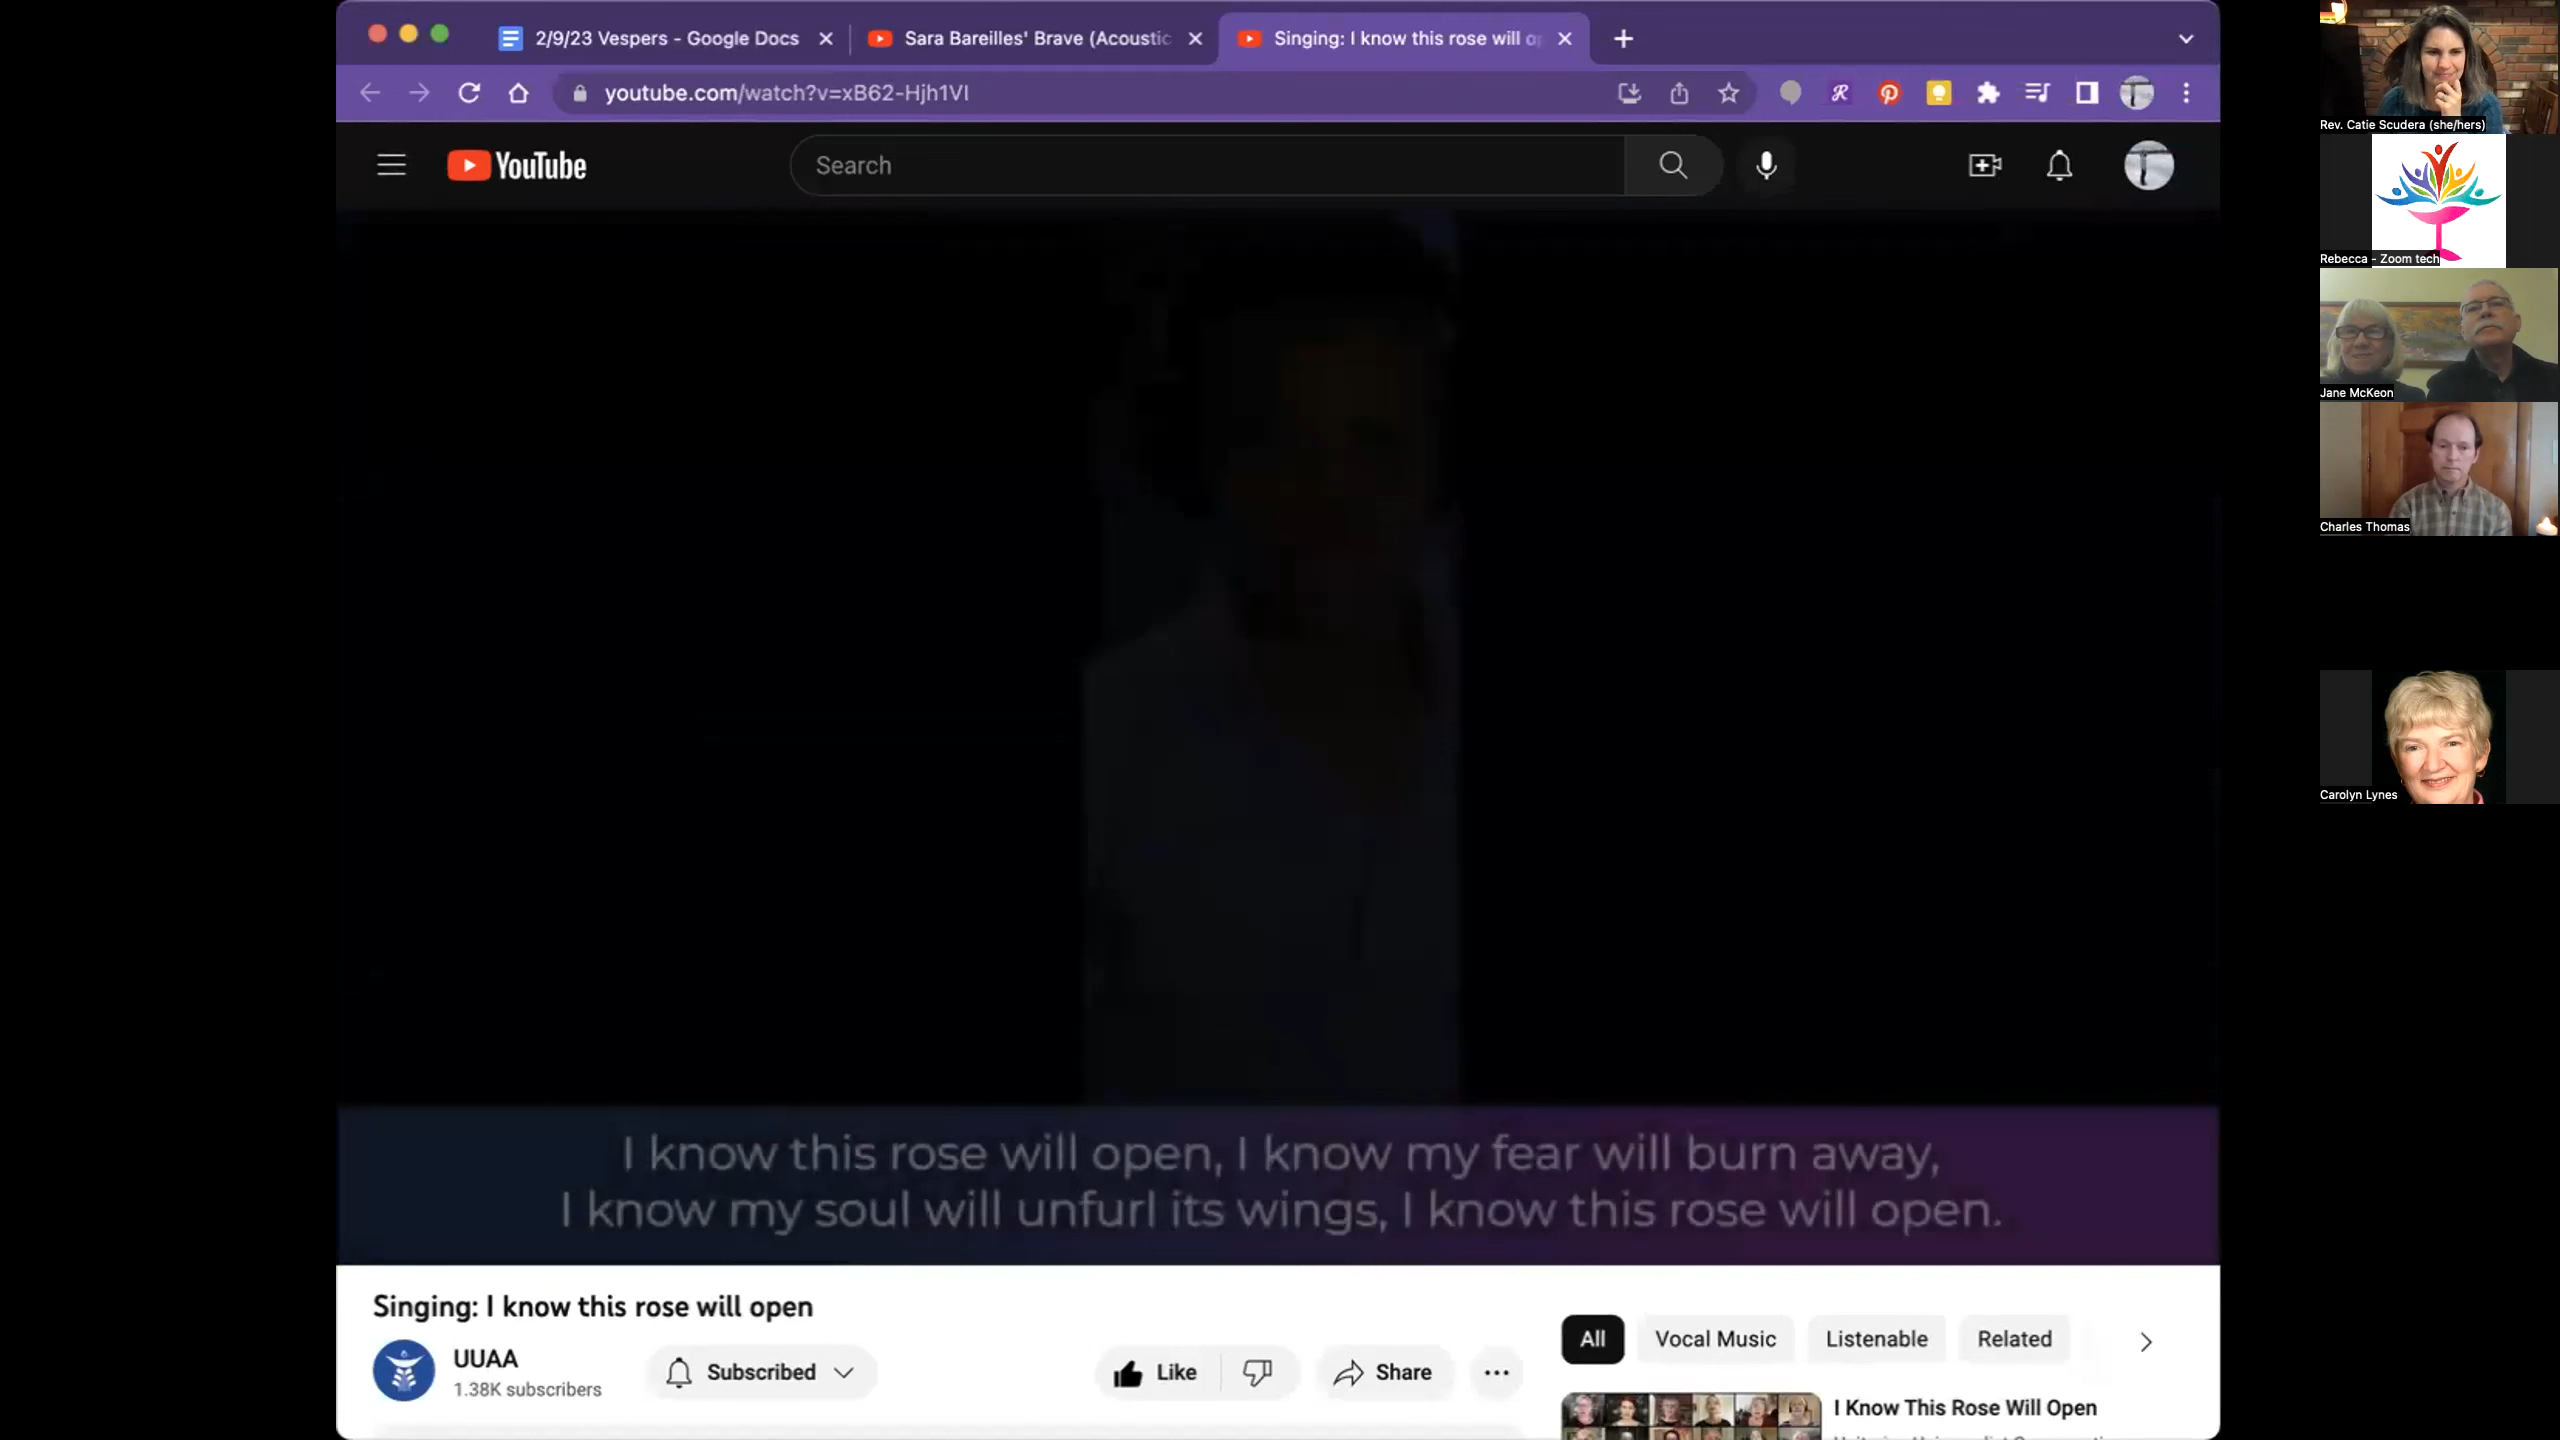 2/9/23 Vespers - Google Docs
Sara Bareilles' Brave (Acoustic
Singing: I know this rose will o
youtube.com/watch?v=xB62-Hjh1VI
YouTube
Search
I know this rose will open, I know my fear will burn away,
I know my soul will unfurl its wings, I know this rose will open.
Singing: I know this rose will open
UUAA
1.38K subscribers
Subscribed
Like
Share
All
Vocal Music
Listenable
Related
I Know This Rose Will Open
Rev. Catie Scudera (she/hers)
Rebecca - Zoom tech
Jane McKeon
Charles Thomas
Carolyn Lynes